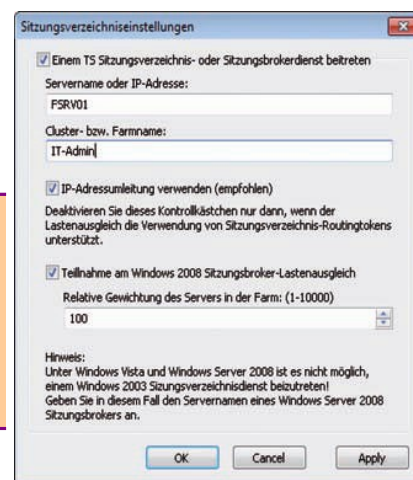 Sitzungsverzeichniseinstellungen
Einem TS Sitzungsverzeichnis- oder Sitzungsbrokerdienst beitreten
Servername oder IP-Adresse:
FSRV01
Cluster- bzw. Farmname:
IT-Admin
IP-Adressumleitung verwenden (empfohlen)
Deaktivieren Sie dieses Kontrollkästchen nur dann, wenn der
Lastenausgleich die Verwendung von Sitzungsverzeichnis-Routingtokens
unterstützt.
Teilnahme am Windows 2008 Sitzungsbroker-Lastenausgleich
Relative Gewichtung des Servers in der Farm: (1-10000)
100
Hinweis:
Unter Windows Vista und Windows Server 2008 ist es nicht möglich,
einem Windows 2003 Sizungsverzeichnisdienst beizutreten!
Geben Sie in diesem Fall den Servernamen eines Windows Server 2008
Sitzungsbrokers an.
OK Cancel Apply